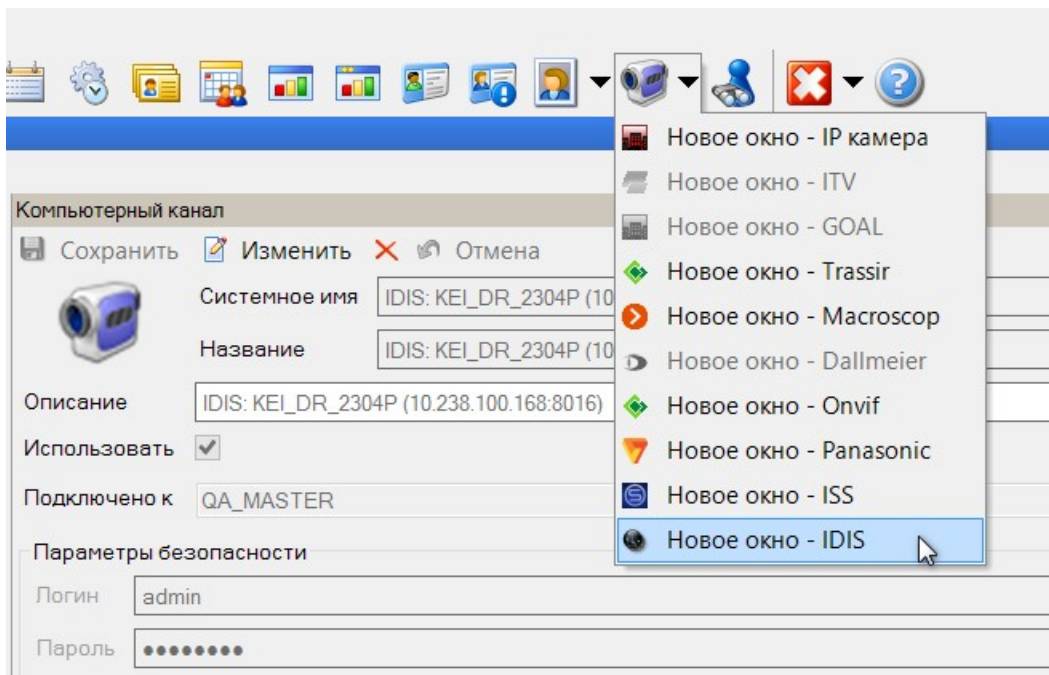 Новое окно - IP камера
Новое окно - ITV
Новое окно - GOAL
Новое окно - Trassir
Новое окно - Macroscop
Новое окно - Dallmeier
Новое окно - Onvif
Новое окно - Panasonic
Новое окно - ISS
Новое окно - IDIS
Компьютерный канал
Сохранить Изменить Отмена
Системное имя IDIS: KEI_DR_2304P (10
Название IDIS: KEI_DR_2304P (10
Описание IDIS: KEI_DR_2304P (10.238.100.168:8016)
Использовать
Подключено к QA_MASTER
Параметры безопасности
Логин admin
Пароль ●●●●●●●●